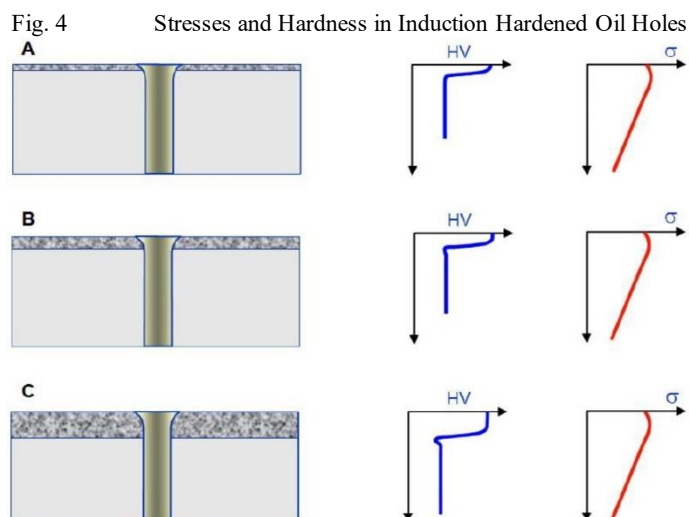 Fig. 4 Stresses and Hardness in Induction Hardened Oil Holes
A HV σ
B HV σ
C HV σ